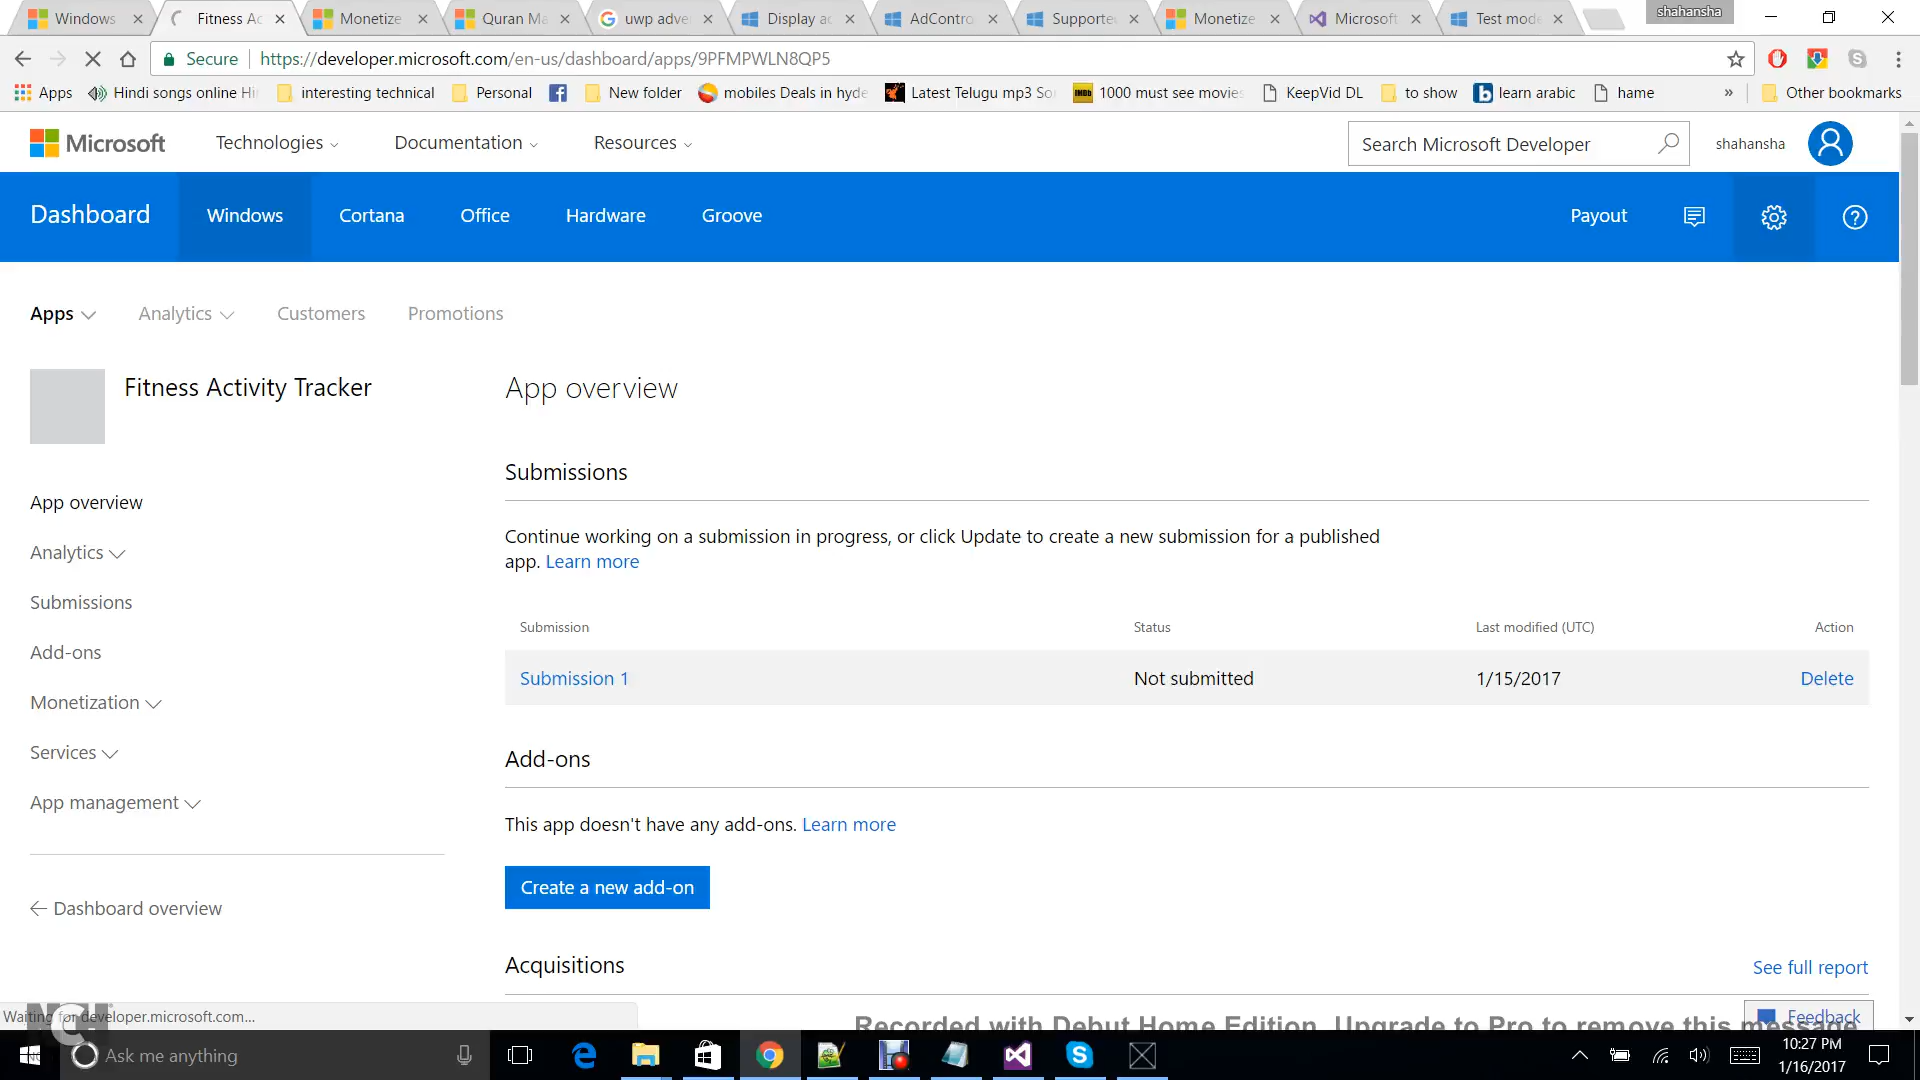 Windows
Fitness Ac
Monetize
Quran Ma
uwp adve
Display ac
AdContro
Supporte
Monetize
Microsoft
Test mode
shahansha
Secure
https://developer.microsoft.com/en-us/dashboard/apps/9PFMPWLN8QP5
Apps
Hindi songs online Hi
interesting technical
Personal
New folder
mobiles Deals in hyde
Latest Telugu mp3 So
1000 must see movies
KeepVid DL
to show
learn arabic
hame
»
Other bookmarks
Microsoft
Technologies
Documentation
Resources
Search Microsoft Developer
shahansha
Dashboard
Windows
Cortana
Office
Hardware
Groove
Payout
Apps
Analytics
Customers
Promotions
Fitness Activity Tracker
App overview
Analytics
Submissions
Add-ons
Monetization
Services
App management
Dashboard overview
App overview
Submissions
Continue working on a submission in progress, or click Update to create a new submission for a published
app. Learn more
Submission Status Last modified (UTC) Action
Submission 1 Not submitted 1/15/2017 Delete
Add-ons
This app doesn't have any add-ons. Learn more
Create a new add-on
Acquisitions
See full report
Feedback
Waiting for developer.microsoft.com...
Recorded with Debut Home Edition. Upgrade to Pro to remove this message
Ask me anything
10:27 PM
1/16/2017